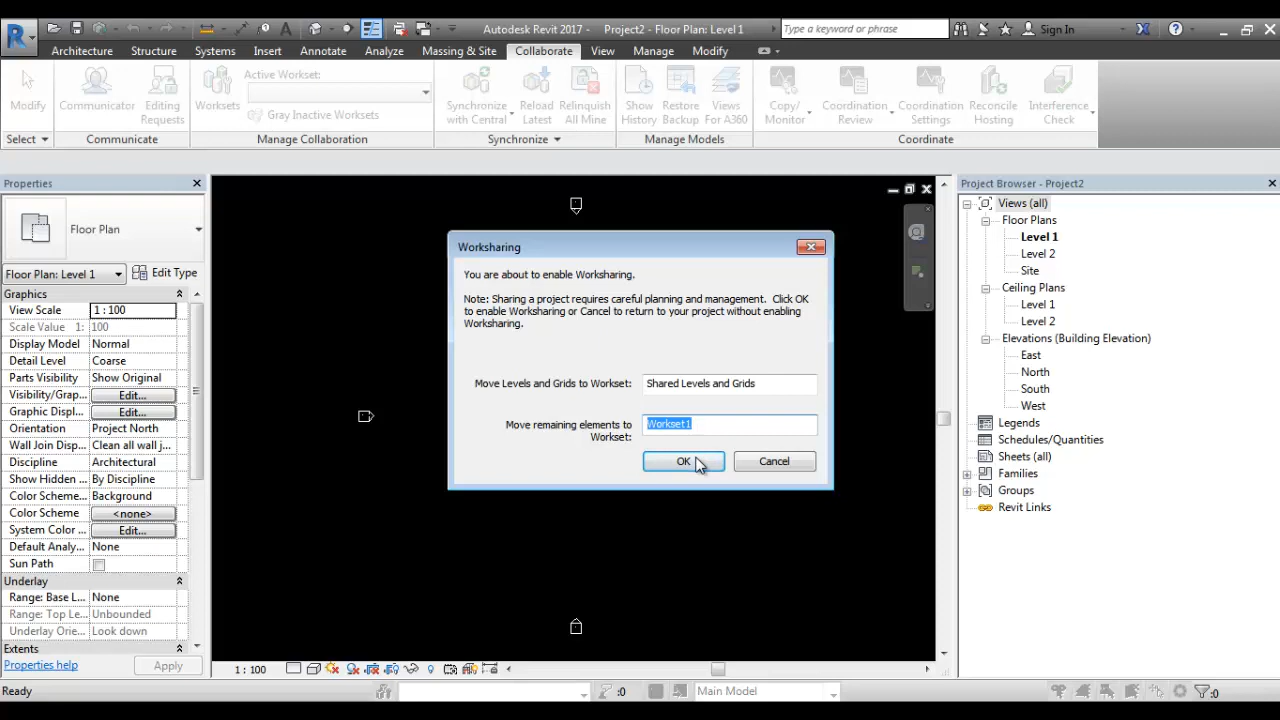 Autodesk Revit 2017 - Project2 - Floor Plan: Level 1
Type a keyword or phrase
Sign In
Architecture Structure Systems Insert Annotate Analyze Massing & Site Collaborate View Manage Modify
Active Workset:
Gray Inactive Worksets
Modify
Communicator
Editing Requests
Worksets
Synchronize with Central
Reload Latest
Relinquish All Mine
Show History
Restore Backup
Views For A360
Copy/ Monitor
Coordination Review
Coordination Settings
Reconcile Hosting
Interference Check
Select Communicate Manage Collaboration Synchronize Manage Models Coordinate
Properties
Floor Plan
Floor Plan: Level 1 Edit Type
Graphics
View Scale 1 : 100
Scale Value 1: 100
Display Model Normal
Detail Level Coarse
Parts Visibility Show Original
Visibility/Grap... Edit...
Graphic Displ... Edit...
Orientation Project North
Wall Join Disp... Clean all wall j...
Discipline Architectural
Show Hidden ... By Discipline
Color Scheme... Background
Color Scheme <none>
System Color ... Edit...
Default Analy... None
Sun Path
Underlay
Range: Base L... None
Range: Top Le... Unbounded
Underlay Orie... Look down
Extents
Properties help Apply
Worksharing
You are about to enable Worksharing.
Note: Sharing a project requires careful planning and management. Click OK
to enable Worksharing or Cancel to return to your project without enabling
Worksharing.
Move Levels and Grids to Workset: Shared Levels and Grids
Move remaining elements to
Workset:
Workset1
OK Cancel
Project Browser - Project2
Views (all)
Floor Plans
Level 1
Level 2
Site
Ceiling Plans
Level 1
Level 2
Elevations (Building Elevation)
East
North
South
West
Legends
Schedules/Quantities
Sheets (all)
Families
Groups
Revit Links
1 : 100
Ready
:0
Main Model
:0